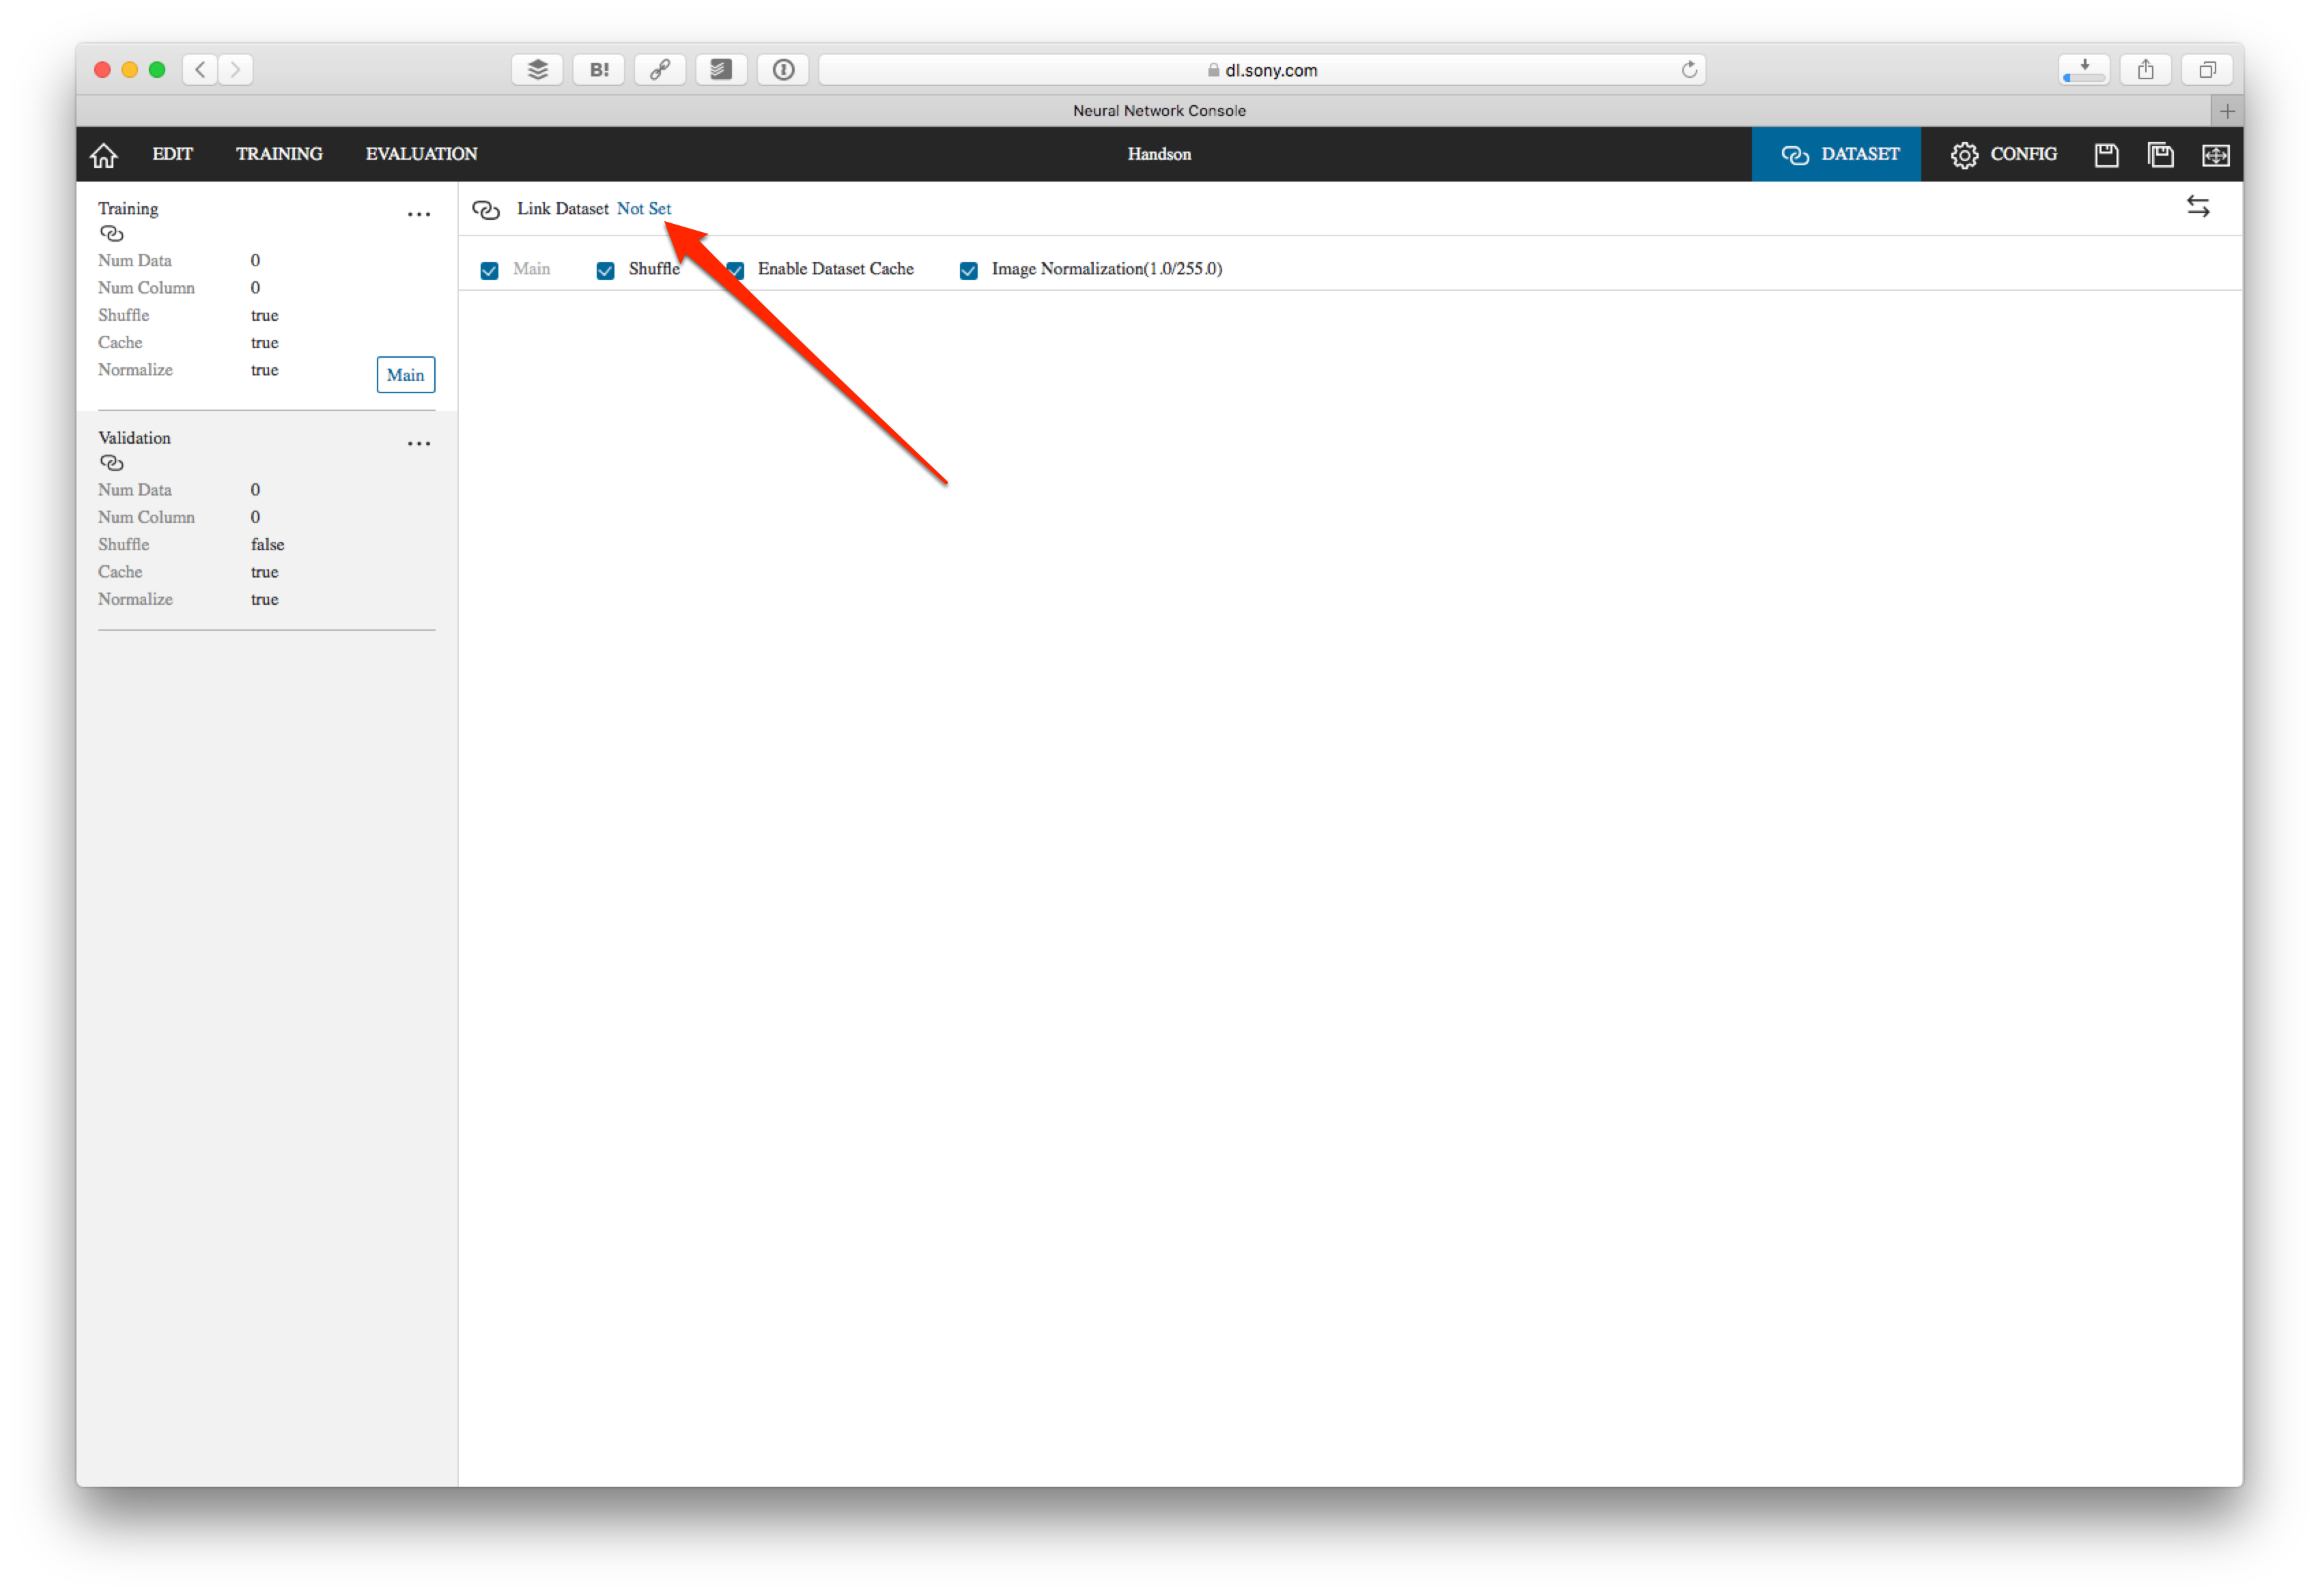 B!
dl.sony.com
Neural Network Console
EDIT TRAINING EVALUATION Handson DATASET CONFIG
Training
Num Data 0
Num Column 0
Shuffle true
Cache true
Normalize true
Main
Validation
Num Data 0
Num Column 0
Shuffle false
Cache true
Normalize true
Link Dataset Not Set
Main Shuffle Enable Dataset Cache Image Normalization(1.0/255.0)